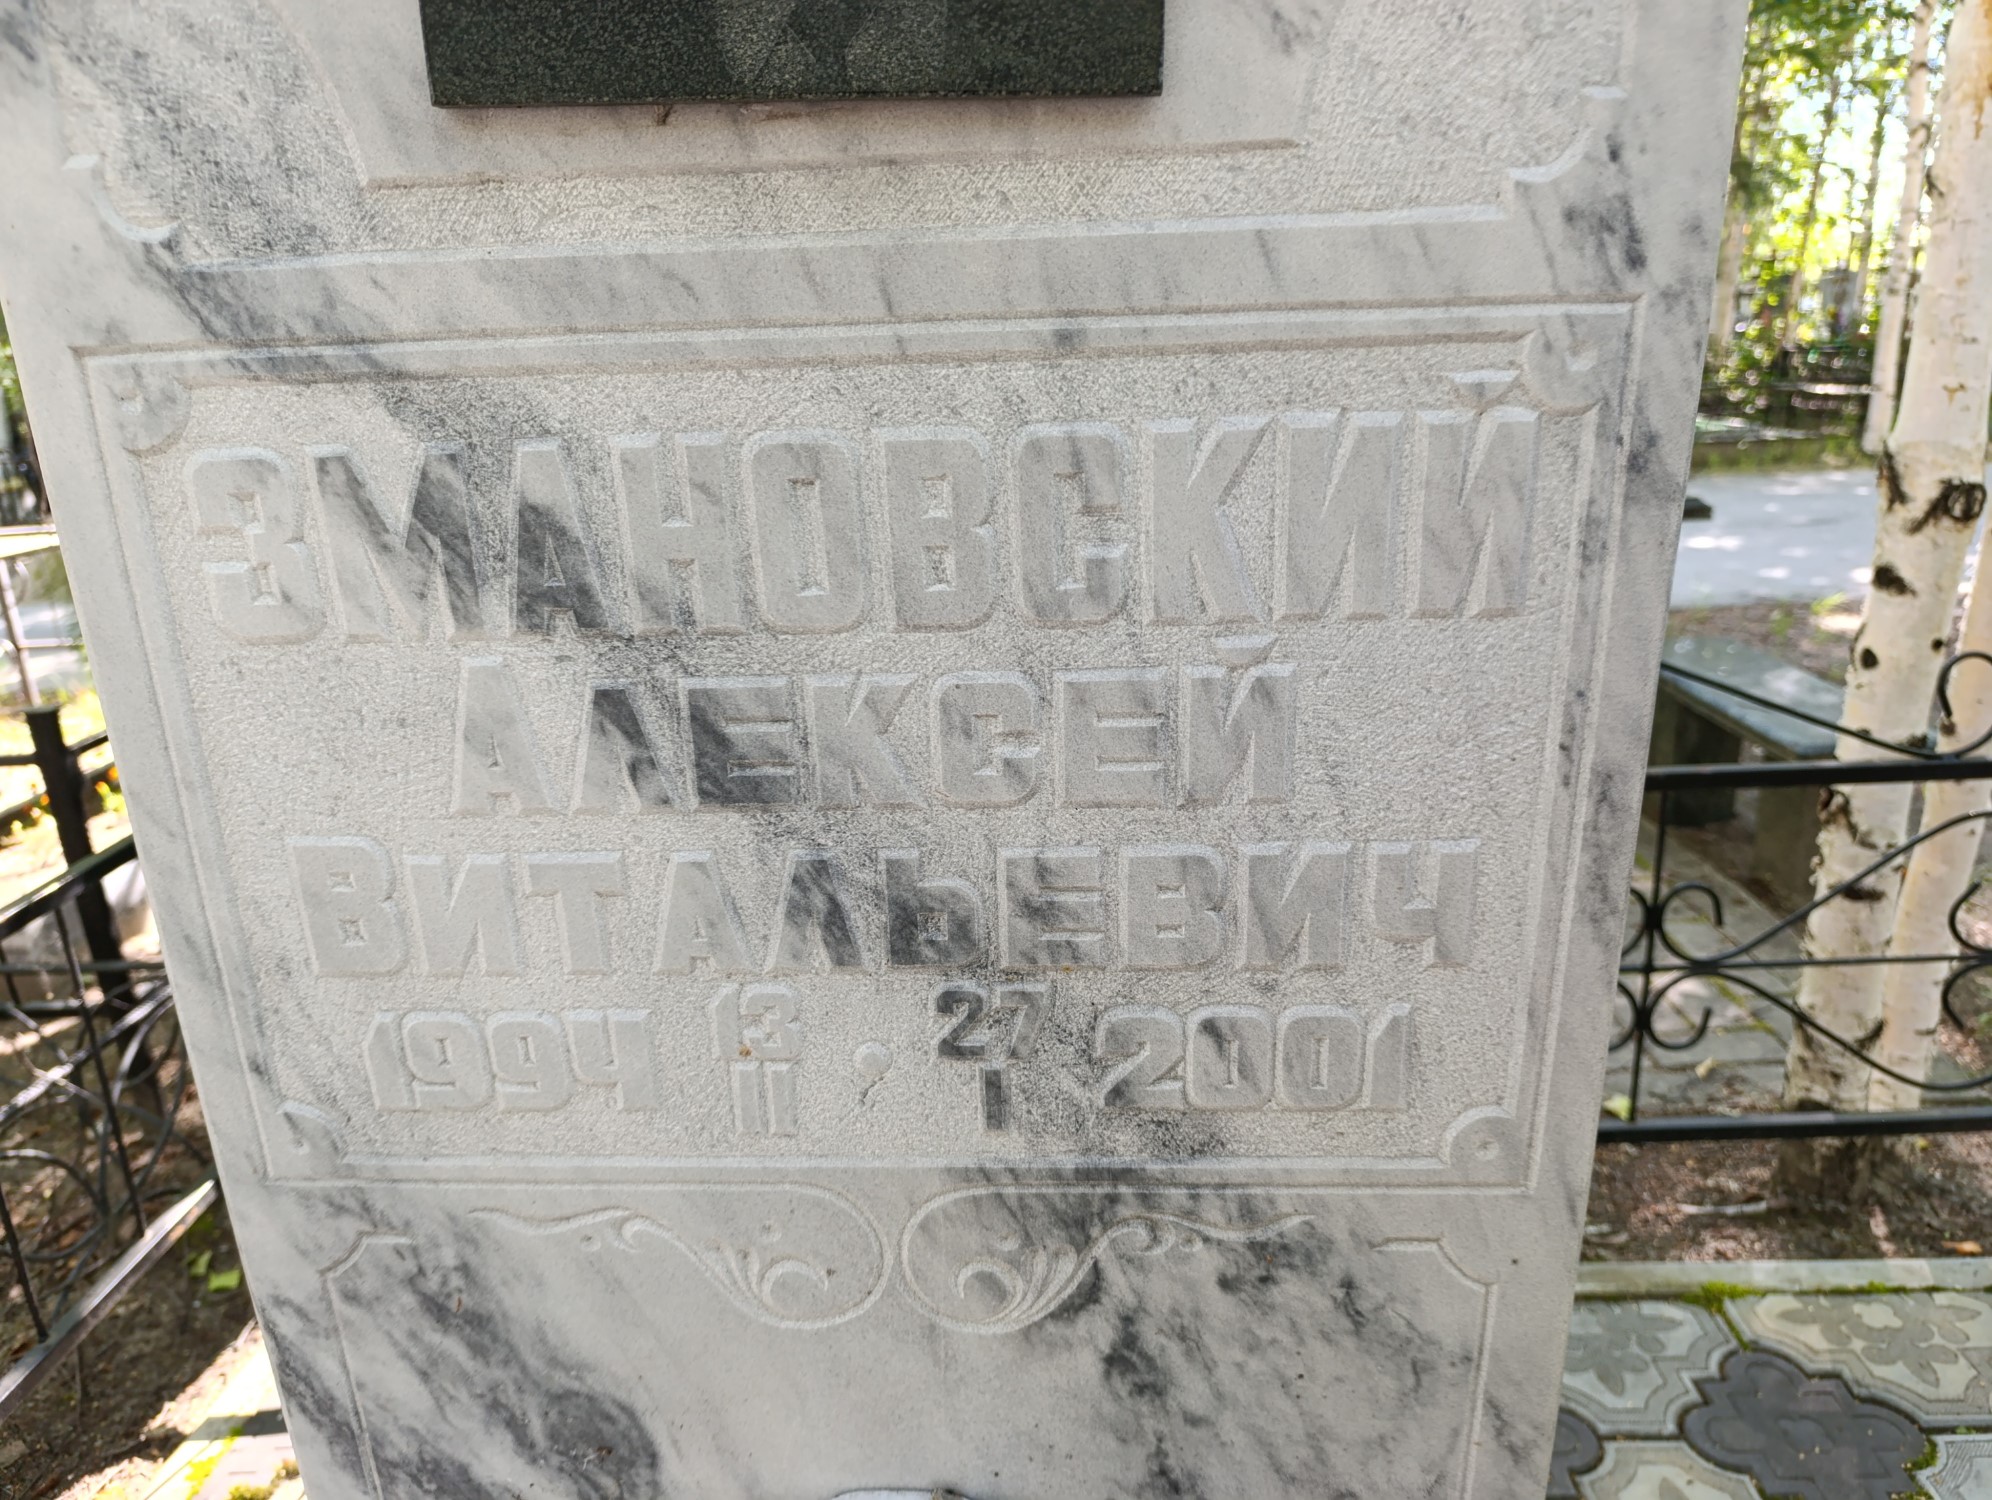 ЗМАНОВСКИЙ
АЛЕКСЕЙ
ВИТАЛЬЕВИЧ
1994 13/II , 27/I 2001